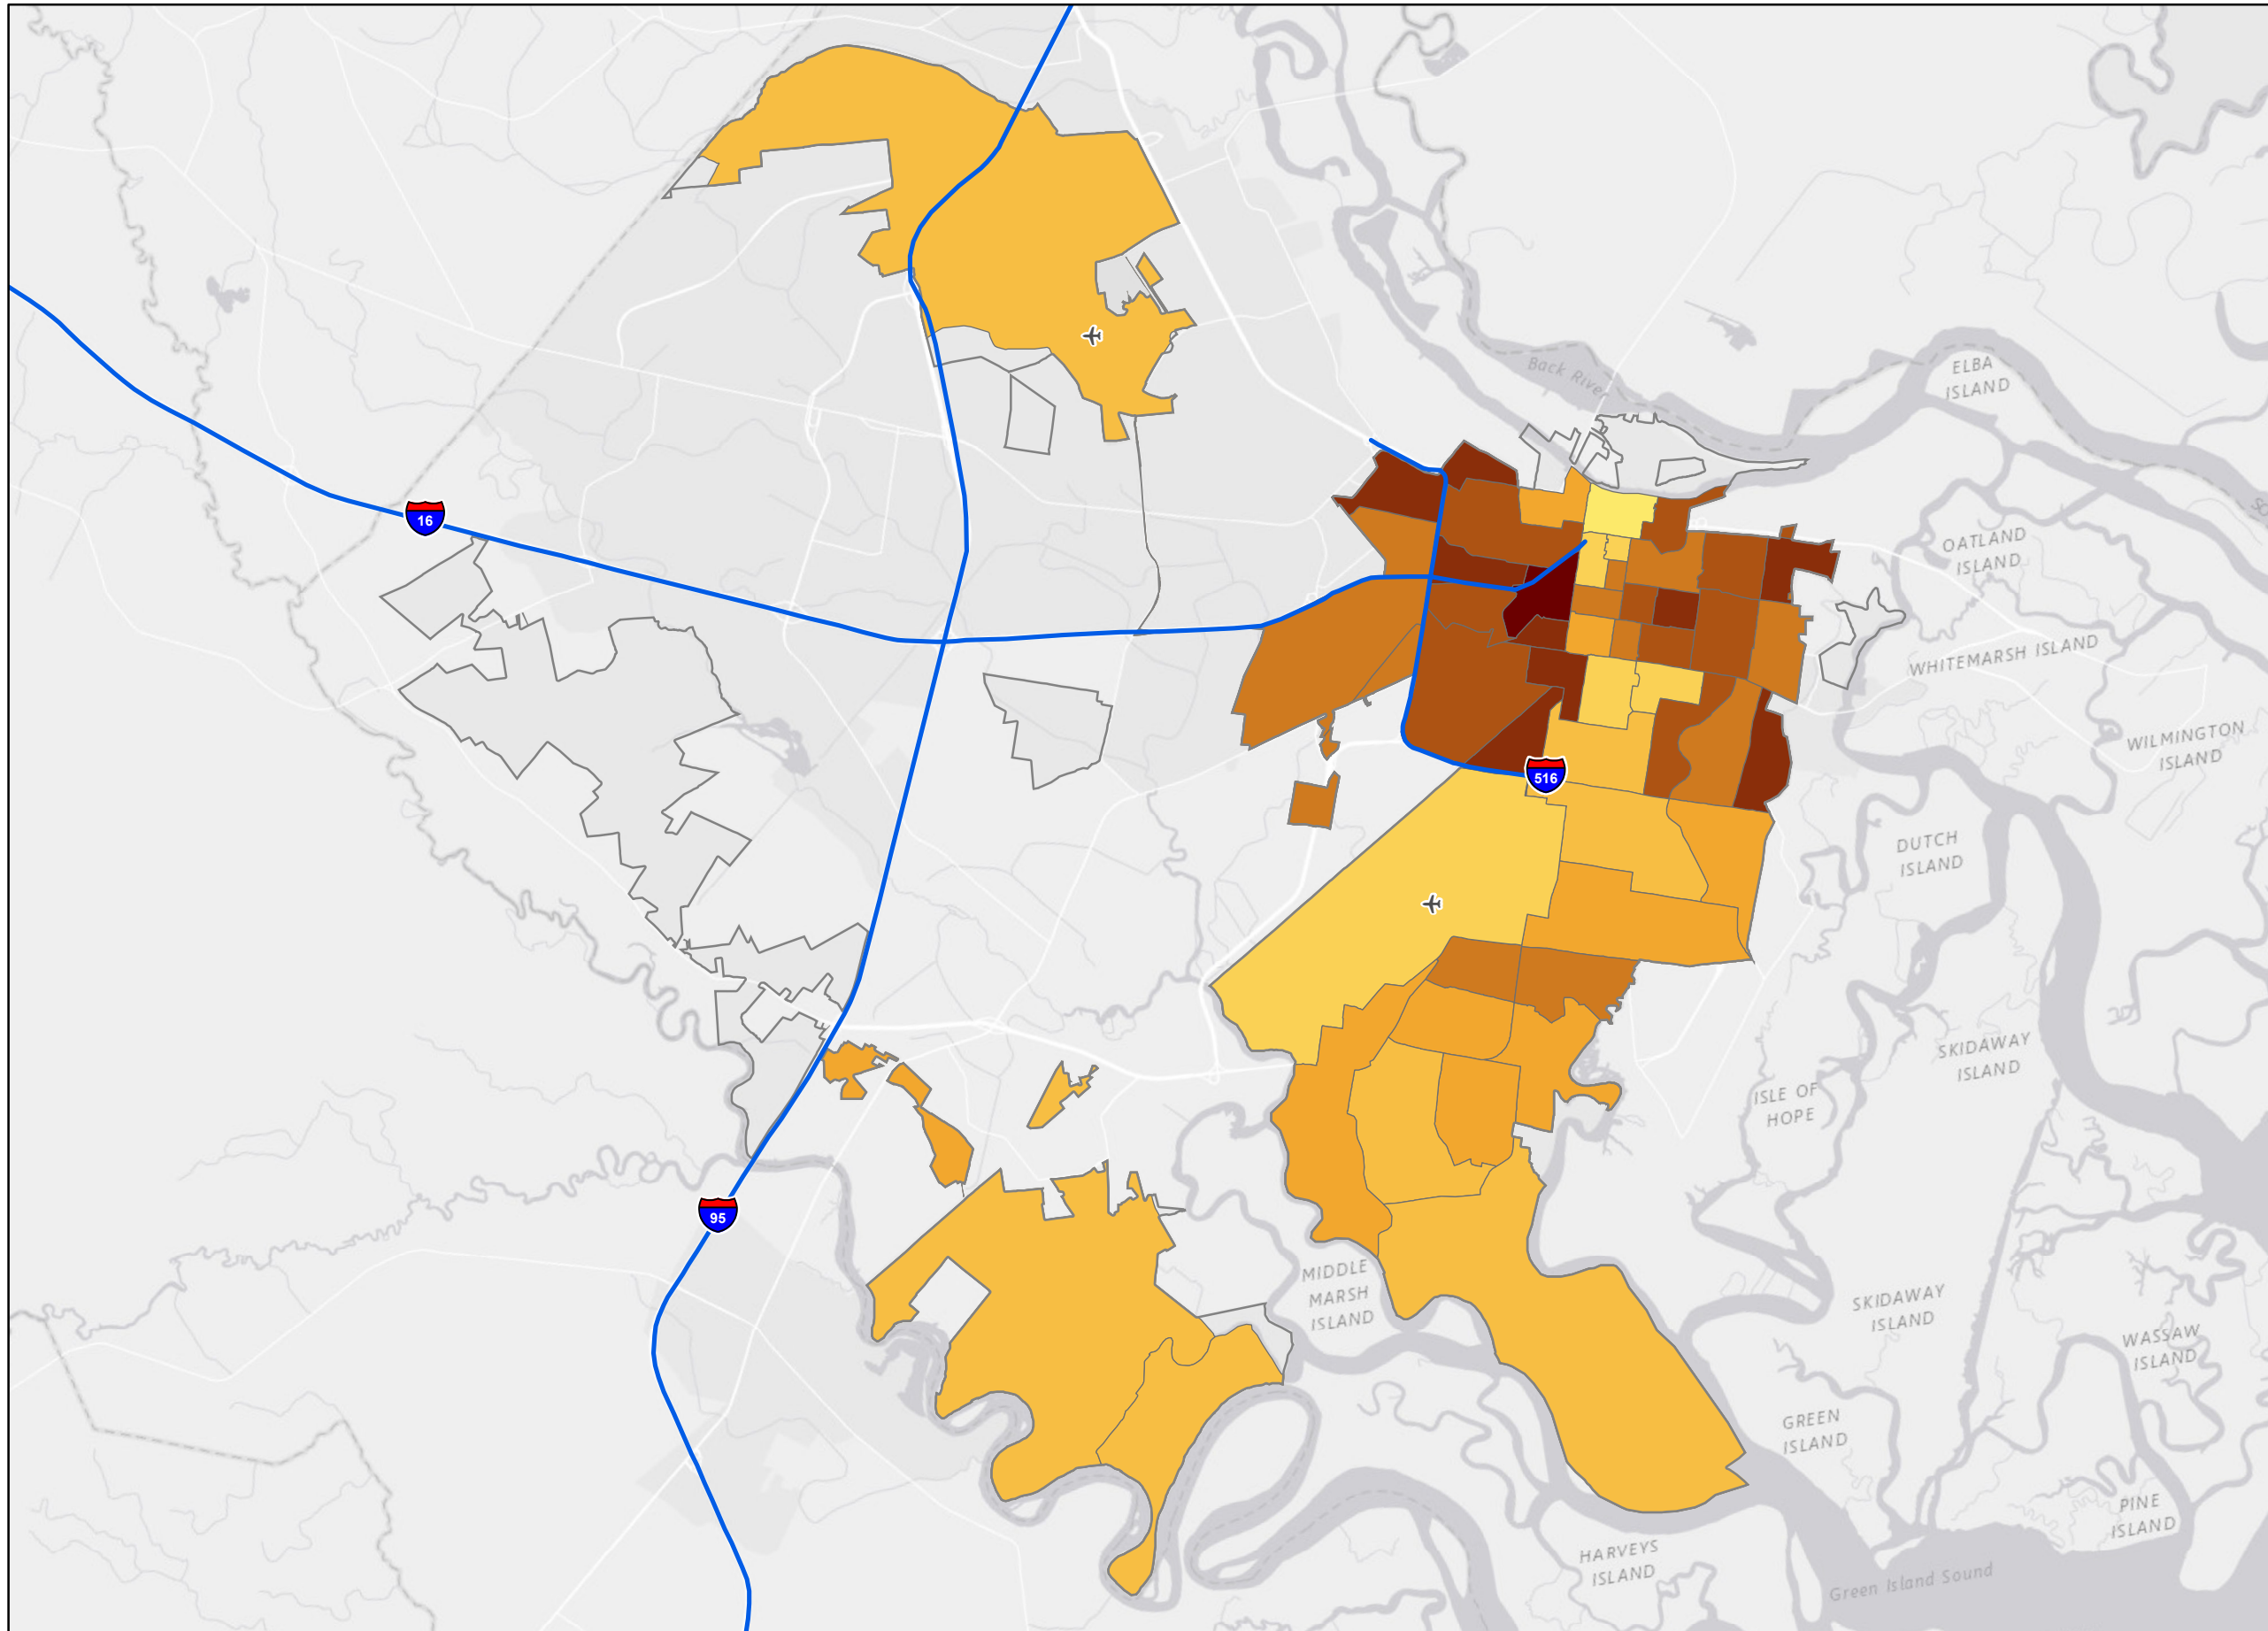 Back River
ELBA
ISLAND
16
OATLAND
ISLAND
WHITEMARSH ISLAND
WILMINGTON
ISLAND
516
DUTCH
ISLAND
SKIDAWAY
ISLAND
ISLE OF
HOPE
95
MIDDLE
MARSH
ISLAND
SKIDAWAY
ISLAND
WASSAW
ISLAND
GREEN
ISLAND
PINE
ISLAND
HARVEYS
ISLAND
Green Island Sound